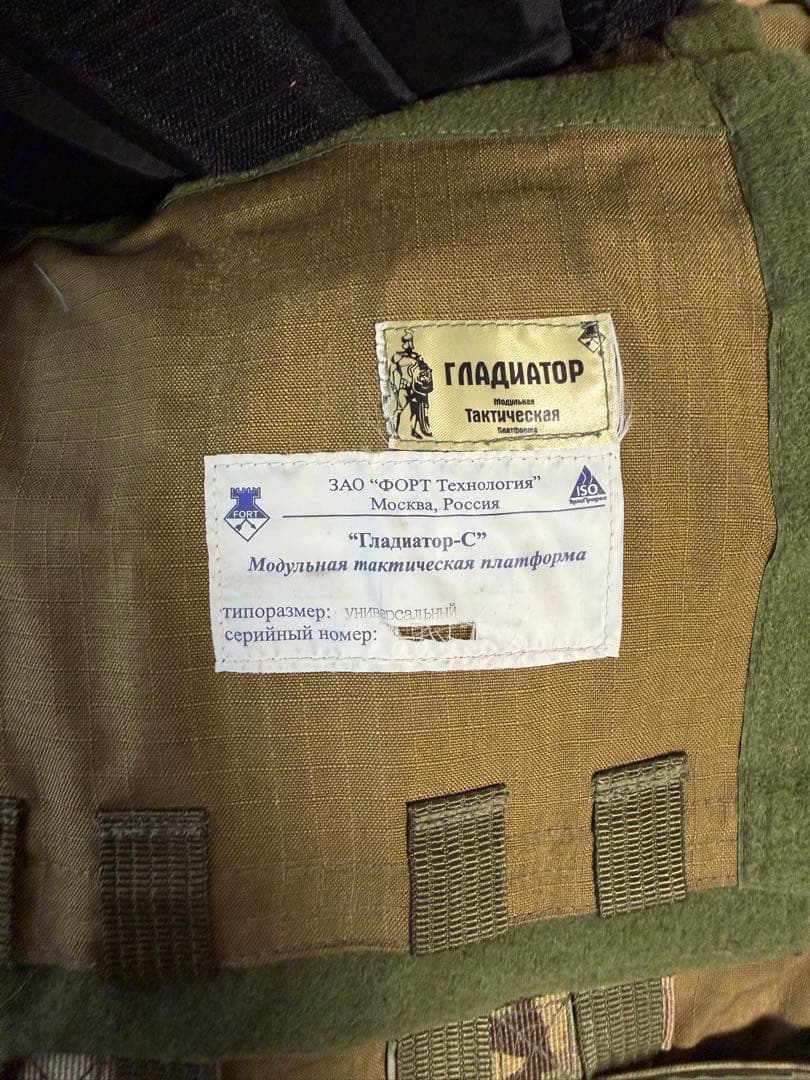 ГЛАДИАТОР
Модульная
Тактическая
Платформа
FORT
ЗАО "ФОРТ Технология"
Москва, Россия
ISO
"Гладиатор-С"
Модульная тактическая платформа
типоразмер: универсальный
серийный номер: